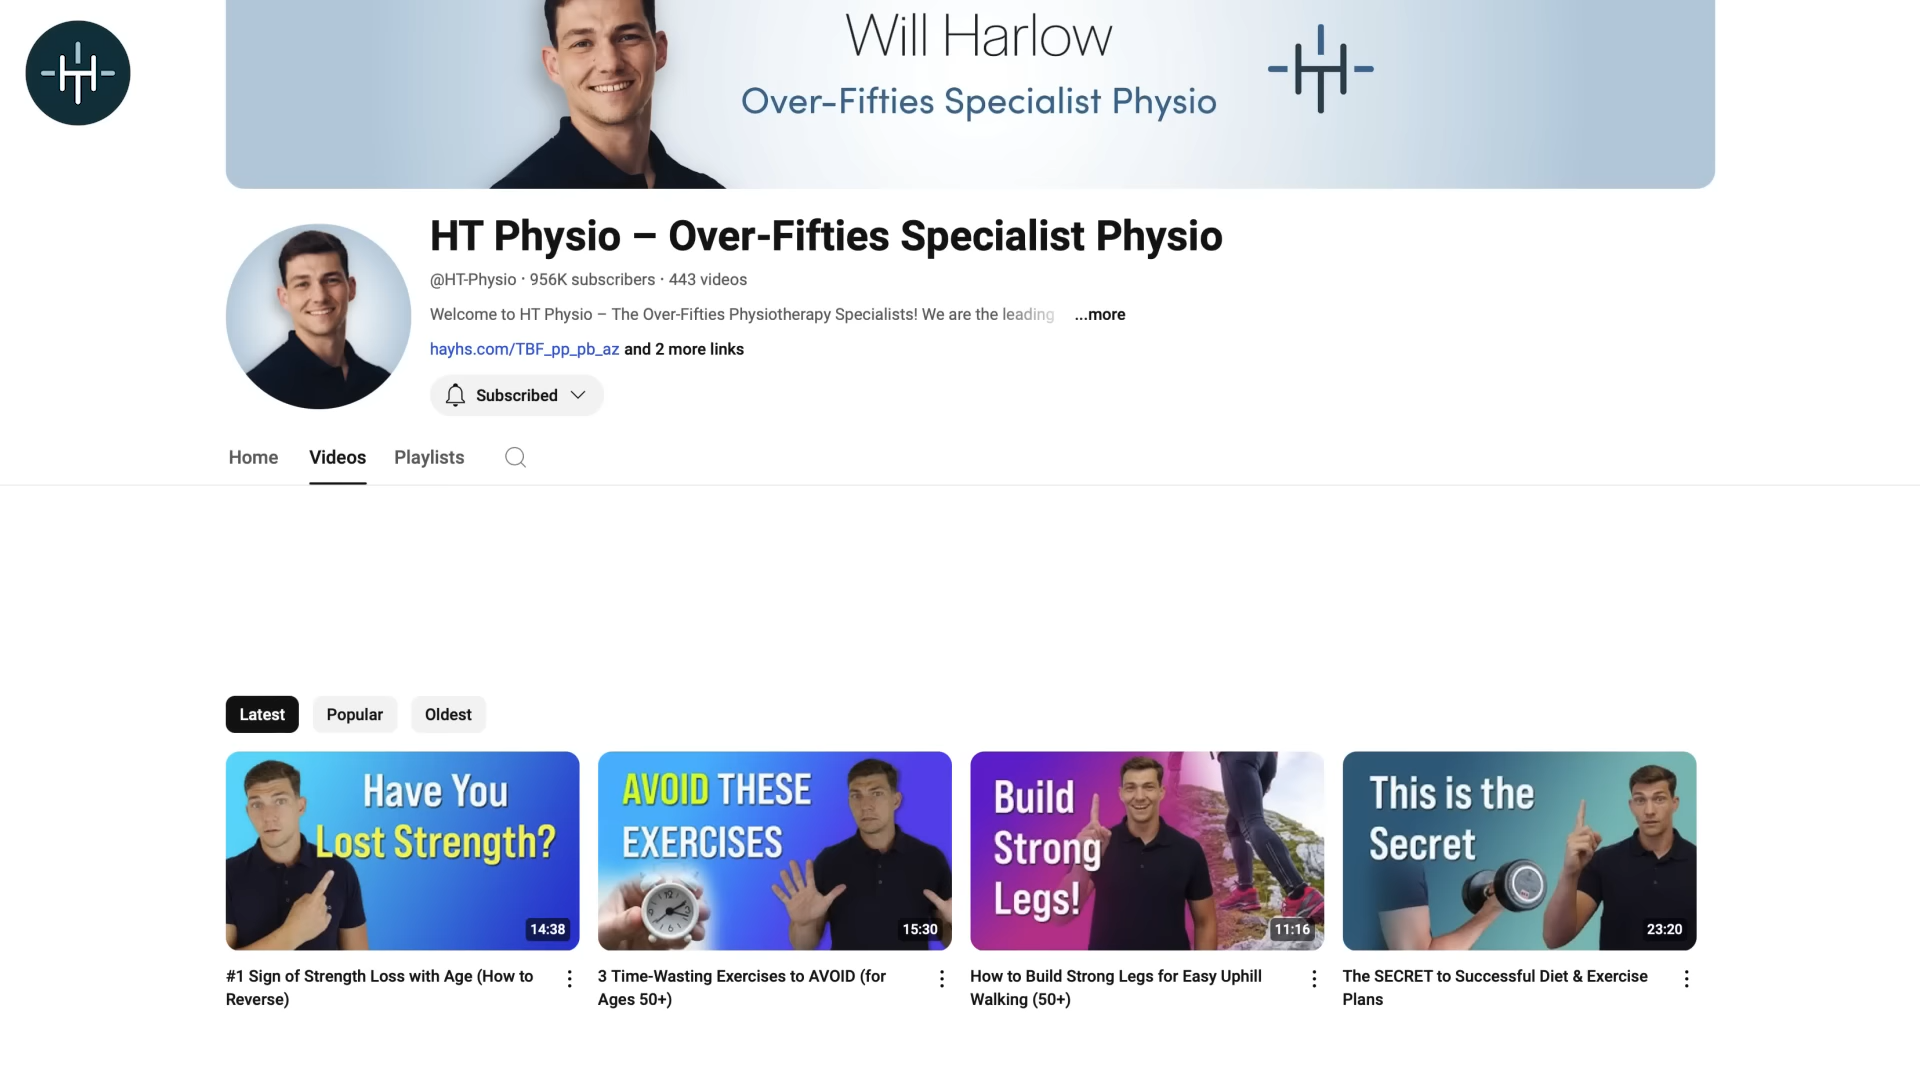 HT
Will Harlow
Over-Fifties Specialist Physio
HT
HT Physio – Over-Fifties Specialist Physio
@HT-Physio · 956K subscribers · 443 videos
Welcome to HT Physio – The Over-Fifties Physiotherapy Specialists! We are the leading ...more
hayhs.com/TBF_pp_pb_az and 2 more links
Subscribed
Home Videos Playlists
Latest Popular Oldest
Have You
Lost Strength?
14:38
AVOID THESE
EXERCISES
15:30
Build
Strong
Legs!
11:16
This is the
Secret
23:20
#1 Sign of Strength Loss with Age (How to
Reverse)
3 Time-Wasting Exercises to AVOID (for
Ages 50+)
How to Build Strong Legs for Easy Uphill
Walking (50+)
The SECRET to Successful Diet & Exercise
Plans